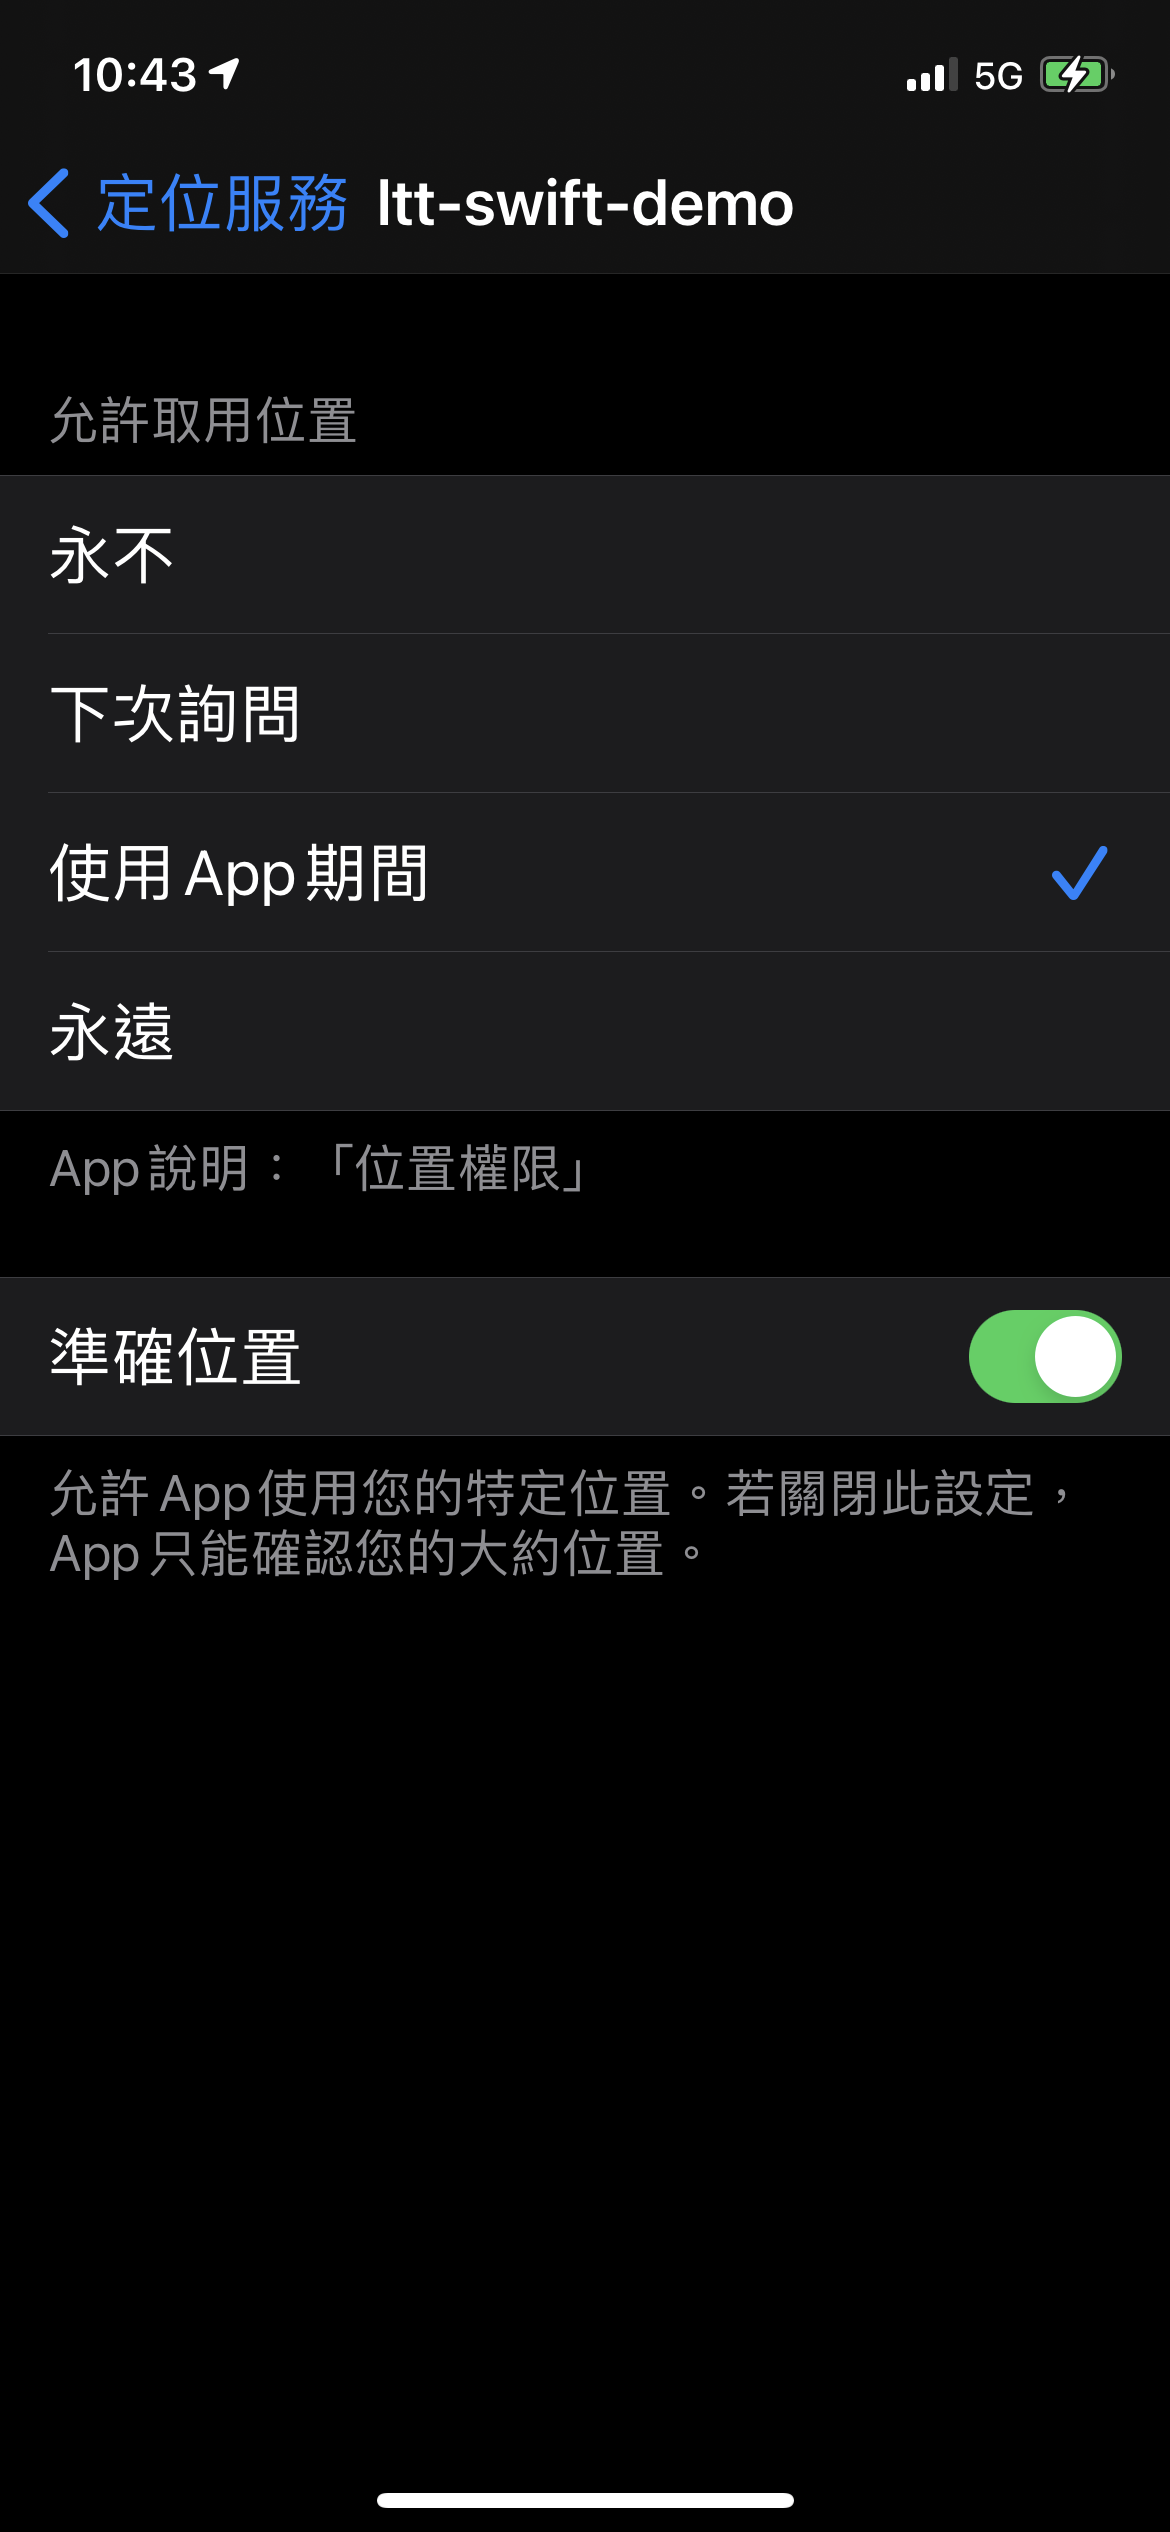 10:43
5G
定位服務 ltt-swift-demo
允許取用位置
永不
下次詢問
使用 App 期間
永遠
App 說明：「位置權限」
準確位置
允許 App 使用您的特定位置。若關閉此設定，
App 只能確認您的大約位置。